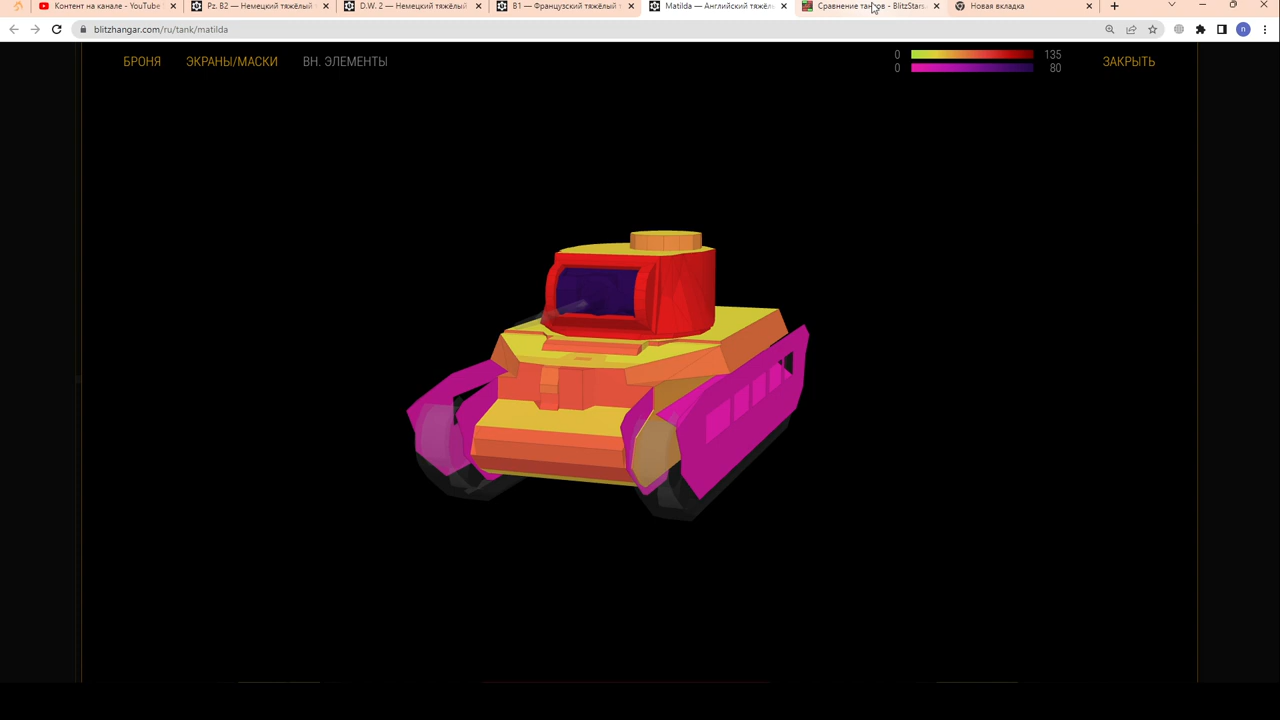 Контент на канале - YouTube
Pz. B2 — Немецкий тяжёлый
D.W. 2 — Немецкий тяжёлый
B1 — Французский тяжёлый
Matilda — Английский тяжёл
Сравнение танков - BlitzStars
Новая вкладка
blitzhangar.com/ru/tank/matilda
n
БРОНЯ
ЭКРАНЫ/МАСКИ
ВН. ЭЛЕМЕНТЫ
0 135
0 80
ЗАКРЫТЬ